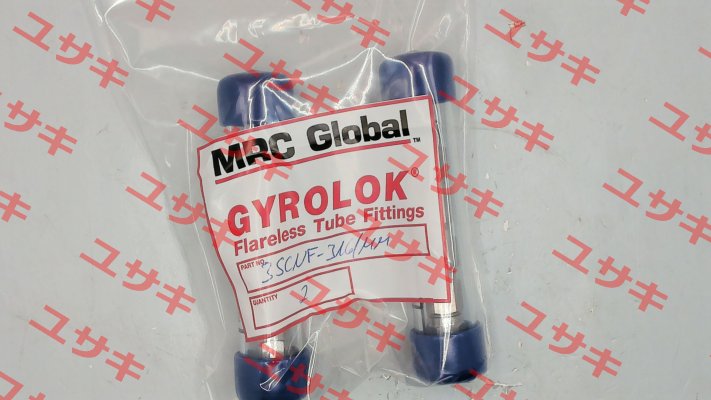 MRC Global™
GYROLOK®
Flareless Tube Fittings
PART NO.
QUANTITY
2
ユサキ